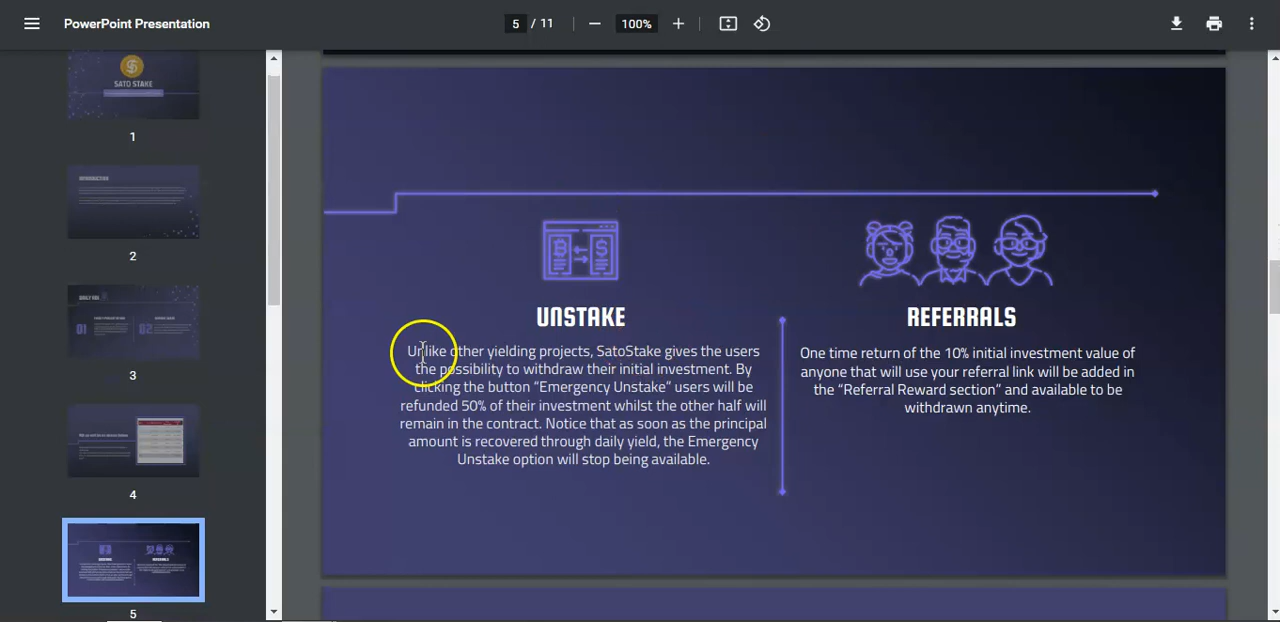 PowerPoint Presentation
5 / 11
100%
SATO STAKE
1
INTRODUCTION
2
DAILY ROI
01
02
3
4
5
UNSTAKE
Unlike other yielding projects, SatoStake gives the users
the possibility to withdraw their initial investment. By
clicking the button “Emergency Unstake” users will be
refunded 50% of their investment whilst the other half will
remain in the contract. Notice that as soon as the principal
amount is recovered through daily yield, the Emergency
Unstake option will stop being available.
REFERRALS
One time return of the 10% initial investment value of
anyone that will use your referral link will be added in
the “Referral Reward section” and available to be
withdrawn anytime.